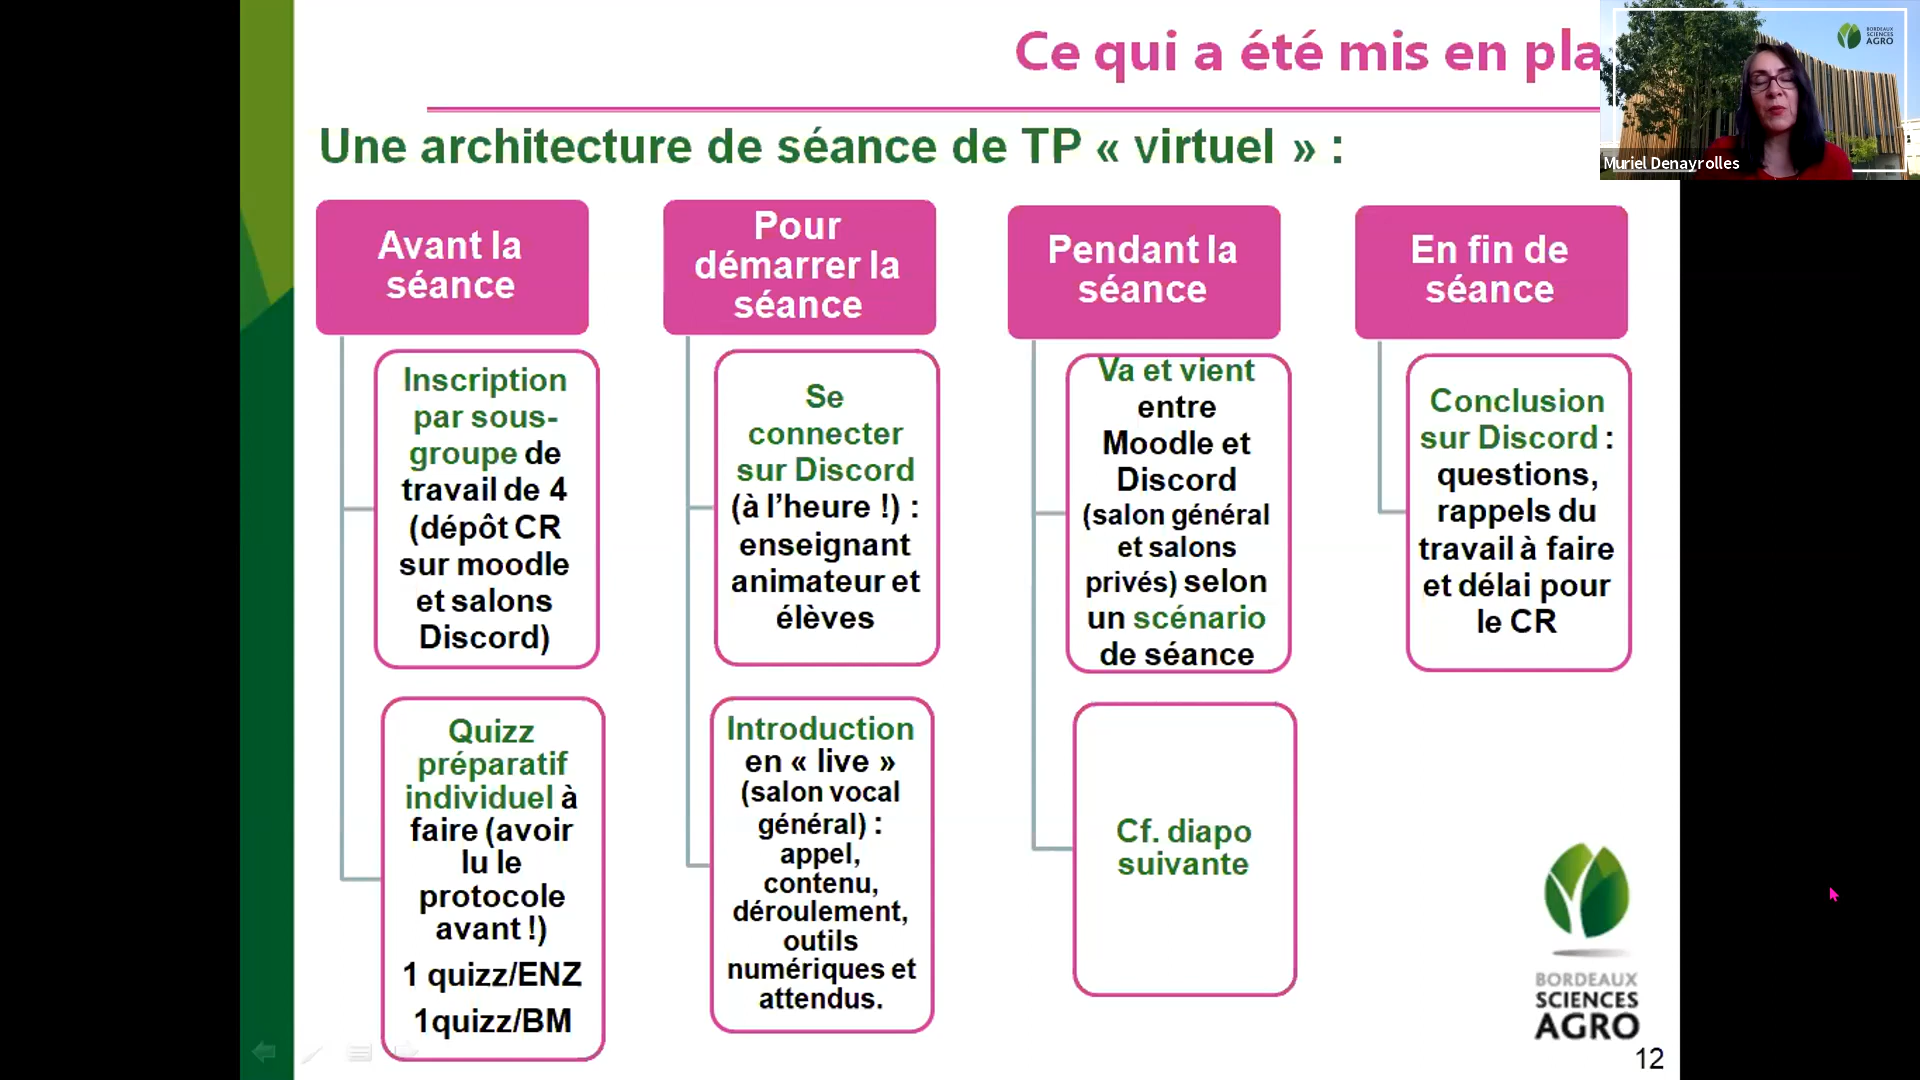 Ce qui a été mis en pla
Une architecture de séance de TP « virtuel » :
Avant la
séance
Inscription
par sous-
groupe de
travail de 4
(dépôt CR
sur moodle
et salons
Discord)
Quizz
préparatif
individuel à
faire (avoir
lu le
protocole
avant !)
1 quizz/ENZ
1quizz/BM
Pour
démarrer la
séance
Se
connecter
sur Discord
(à l’heure !) :
enseignant
animateur et
élèves
Introduction
en « live »
(salon vocal
général) :
appel,
contenu,
déroulement,
outils
numériques et
attendus.
Pendant la
séance
Va et vient
entre
Moodle et
Discord
(salon général
et salons
privés) selon
un scénario
de séance
Cf. diapo
suivante
En fin de
séance
Conclusion
sur Discord :
questions,
rappels du
travail à faire
et délai pour
le CR
BORDEAUX
SCIENCES
AGRO
Muriel Denayrolles
BORDEAUX
SCIENCES
AGRO
12